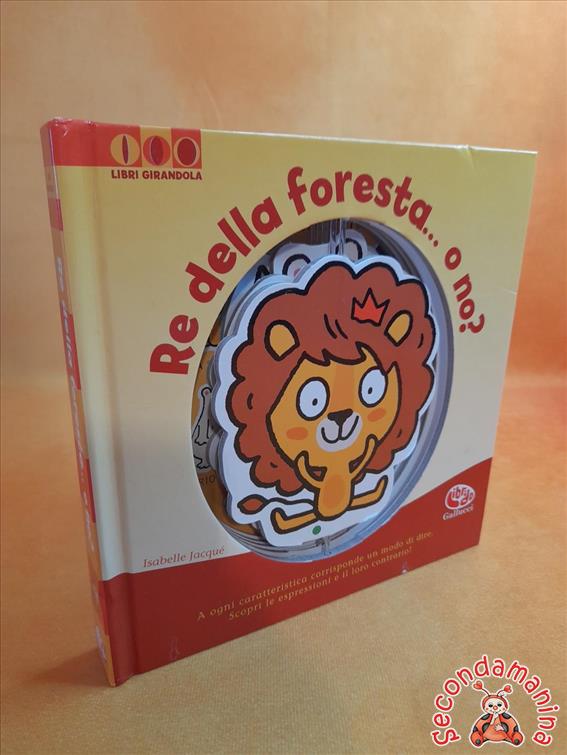 LIBRI GIRANDOLA
Re della foresta... o no?
Isabelle Jacqué
Gallucci
A ogni caratteristica corrisponde un modo di dire.
Scopri le espressioni e il loro contrario!
Secondamanina